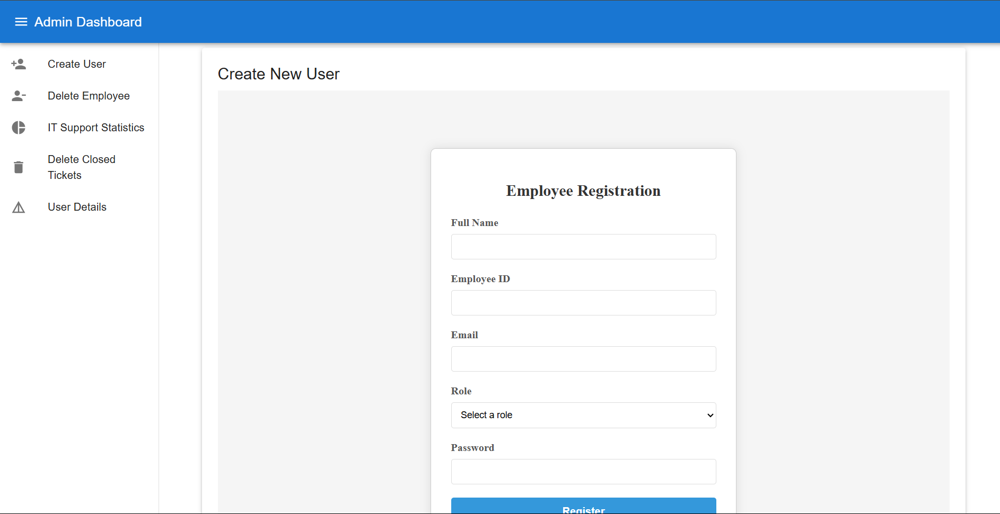 Admin Dashboard
Create User
Delete Employee
IT Support Statistics
Delete Closed
Tickets
User Details
Create New User
Employee Registration
Full Name
Employee ID
Email
Role
Select a role
Password
Register